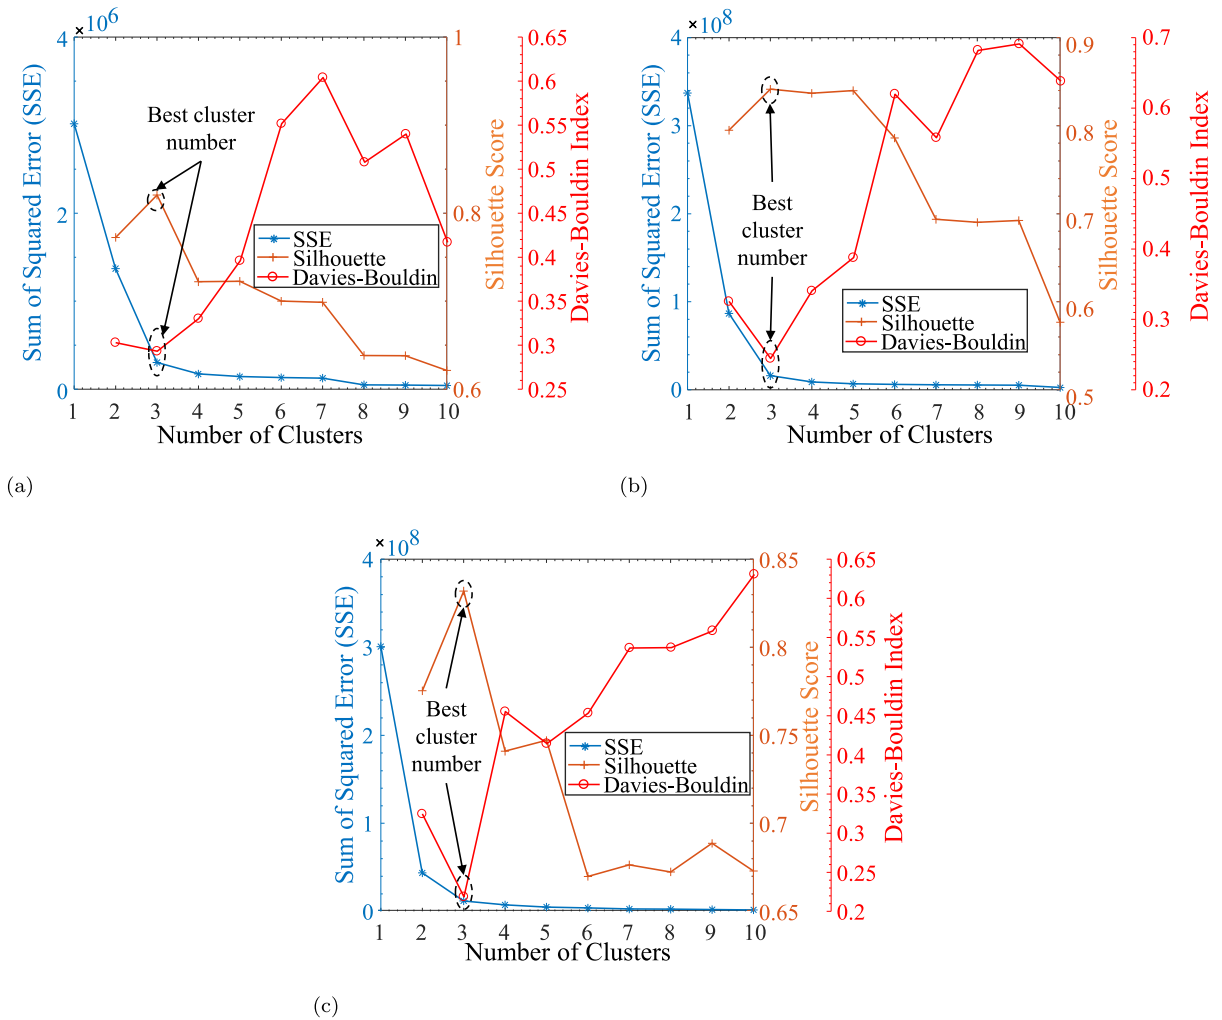 × 10^6
4
2
0
Sum of Squared Error (SSE)
1 2 3 4 5 6 7 8 9 10
Number of Clusters
Best cluster
number
SSE
Silhouette
Davies-Bouldin
1
0.8
0.6
Silhouette Score
0.65
0.6
0.55
0.5
0.45
0.4
0.35
0.3
0.25
Davies-Bouldin Index
(a)
× 10^8
4
3
2
1
0
Sum of Squared Error (SSE)
1 2 3 4 5 6 7 8 9 10
Number of Clusters
Best
cluster
number
SSE
Silhouette
Davies-Bouldin
0.9
0.8
0.7
0.6
0.5
Silhouette Score
0.7
0.6
0.5
0.4
0.3
0.2
Davies-Bouldin Index
(b)
× 10^8
4
3
2
1
0
Sum of Squared Error (SSE)
1 2 3 4 5 6 7 8 9 10
Number of Clusters
Best
cluster
number
SSE
Silhouette
Davies-Bouldin
0.85
0.8
0.75
0.7
0.65
Silhouette Score
0.65
0.6
0.55
0.5
0.45
0.4
0.35
0.3
0.25
0.2
Davies-Bouldin Index
(c)